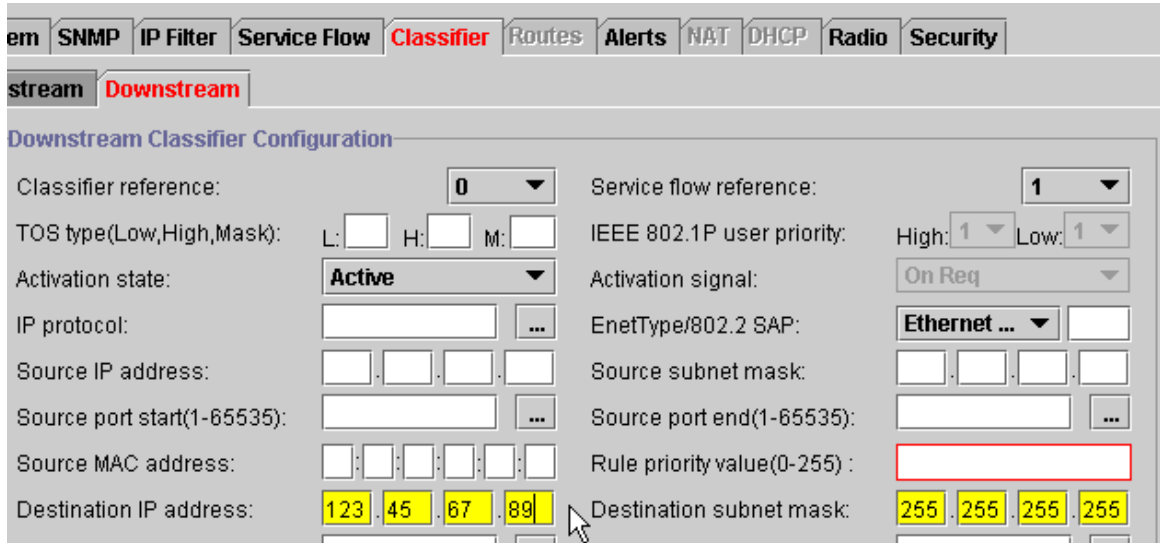 em SNMP IP Filter Service Flow Classifier Routes Alerts NAT DHCP Radio Security
stream Downstream
Downstream Classifier Configuration
Classifier reference: 0 Service flow reference: 1
TOS type(Low,High,Mask): L: H: M: IEEE 802.1P user priority: High: 1 Low: 1
Activation state: Active Activation signal: On Req
IP protocol: ... EnetType/802.2 SAP: Ethernet ...
Source IP address: . . . Source subnet mask: . . .
Source port start(1-65535): ... Source port end(1-65535): ...
Source MAC address: : : : : : Rule priority value(0-255) :
Destination IP address: 123 . 45 . 67 . 89 Destination subnet mask: 255 . 255 . 255 . 255